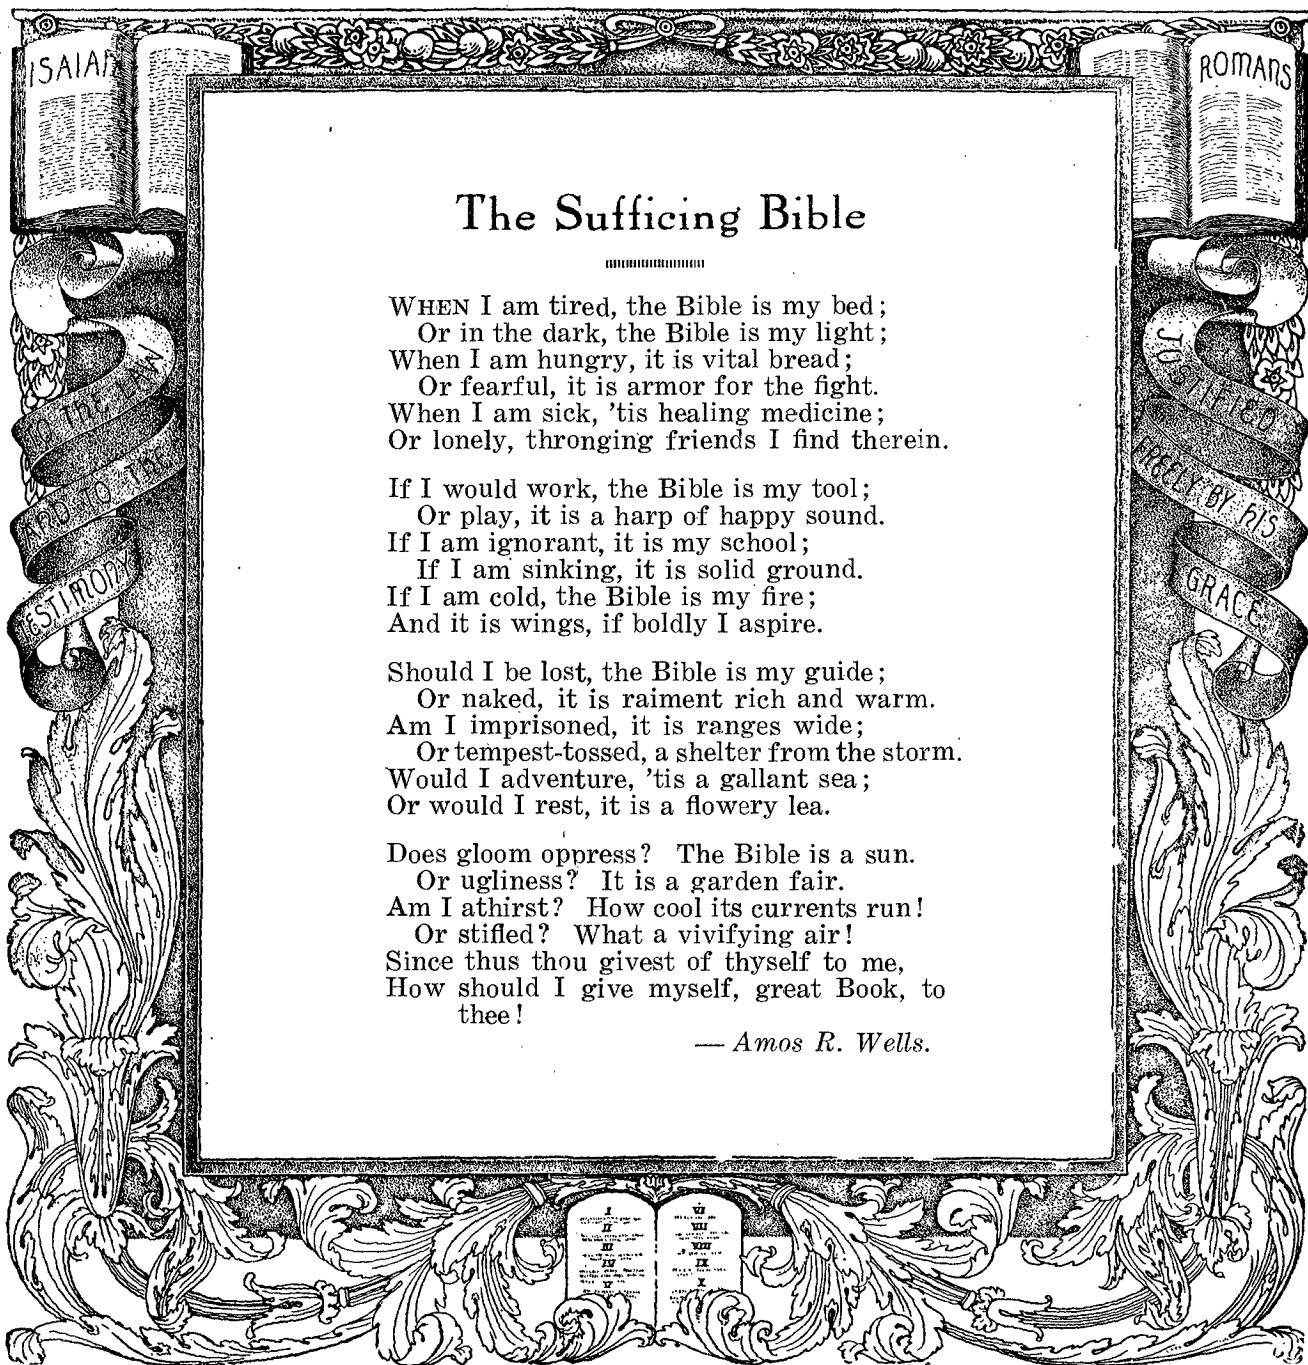 ISAIAH
ROMANS
The Sufficing Bible
WHEN I am tired, the Bible is my bed;
Or in the dark, the Bible is my light;
When I am hungry, it is vital bread;
Or fearful, it is armor for the fight.
When I am sick, 'tis healing medicine;
Or lonely, thronging friends I find therein.
If I would work, the Bible is my tool;
Or play, it is a harp of happy sound.
If I am ignorant, it is my school;
If I am sinking, it is solid ground.
If I am cold, the Bible is my fire;
And it is wings, if boldly I aspire.
Should I be lost, the Bible is my guide;
Or naked, it is raiment rich and warm.
Am I imprisoned, it is ranges wide;
Or tempest-tossed, a shelter from the storm.
Would I adventure, 'tis a gallant sea;
Or would I rest, it is a flowery lea.
Does gloom oppress? The Bible is a sun.
Or ugliness? It is a garden fair.
Am I athirst? How cool its currents run!
Or stifled? What a vivifying air!
Since thus thou givest of thyself to me,
How should I give myself, great Book, to
thee!
— Amos R. Wells.
TO THE LAW
AND TO THE
TESTIMONY
JUSTIFIED
FREELY BY HIS
GRACE
I
II
III
IV
V
VI
VII
VIII
IX
X